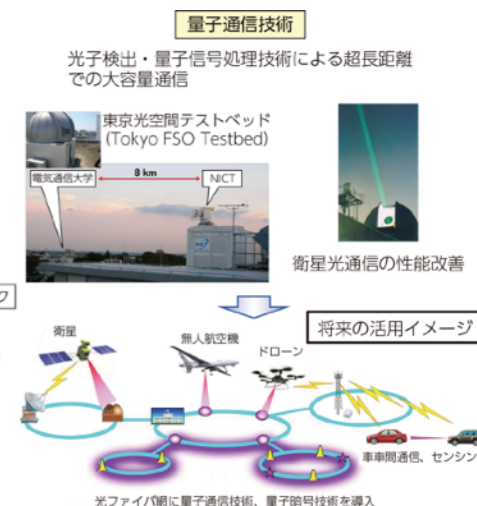 量子通信技術
光子検出・量子信号処理技術による超長距離
での大容量通信
東京光空間テストベッド
(Tokyo FSO Testbed)
電気通信大学
8 km
NICT
衛星光通信の性能改善
ク
将来の活用イメージ
衛星
無人航空機
ドローン
車車間通信、センシン
光ファイバ網に量子通信技術、量子暗号技術を導入